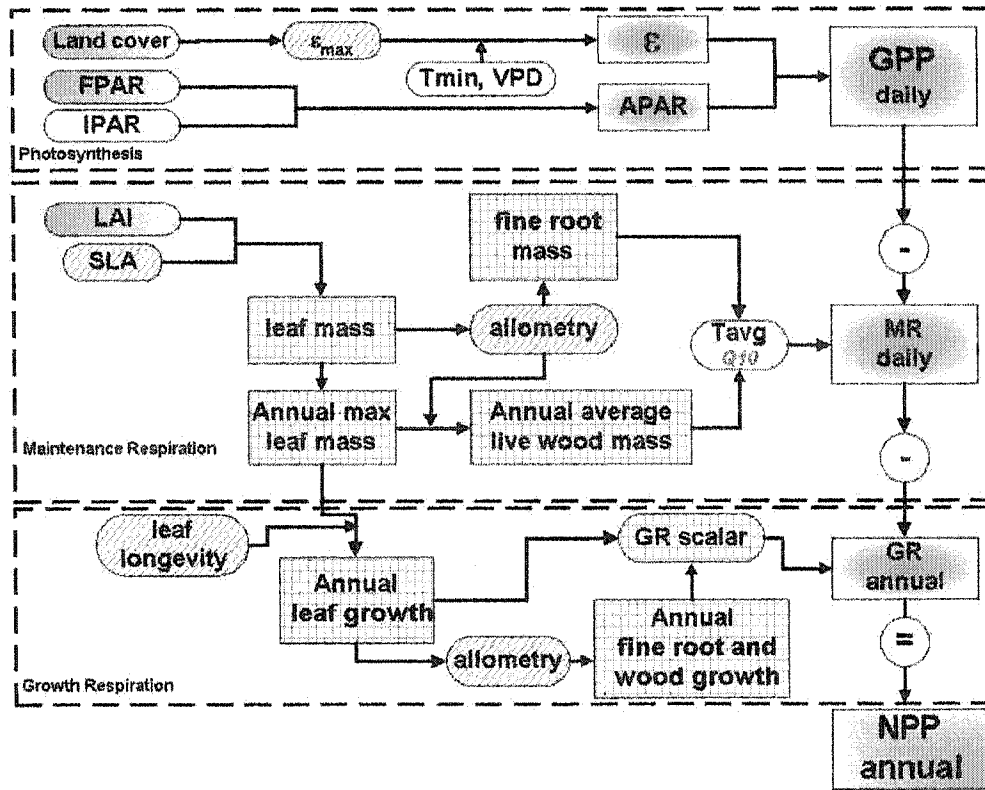 Land cover
εmax
ε
Tmin, VPD
GPP
daily
FPAR
IPAR
APAR
Photosynthesis
-
LAI
SLA
fine root
mass
leaf mass
allometry
Tavg
Q10
MR
daily
Annual max
leaf mass
Annual average
live wood mass
Maintenance Respiration
-
leaf
longevity
GR scalar
GR
annual
Annual
leaf growth
Annual
fine root and
wood growth
allometry
=
Growth Respiration
NPP
annual